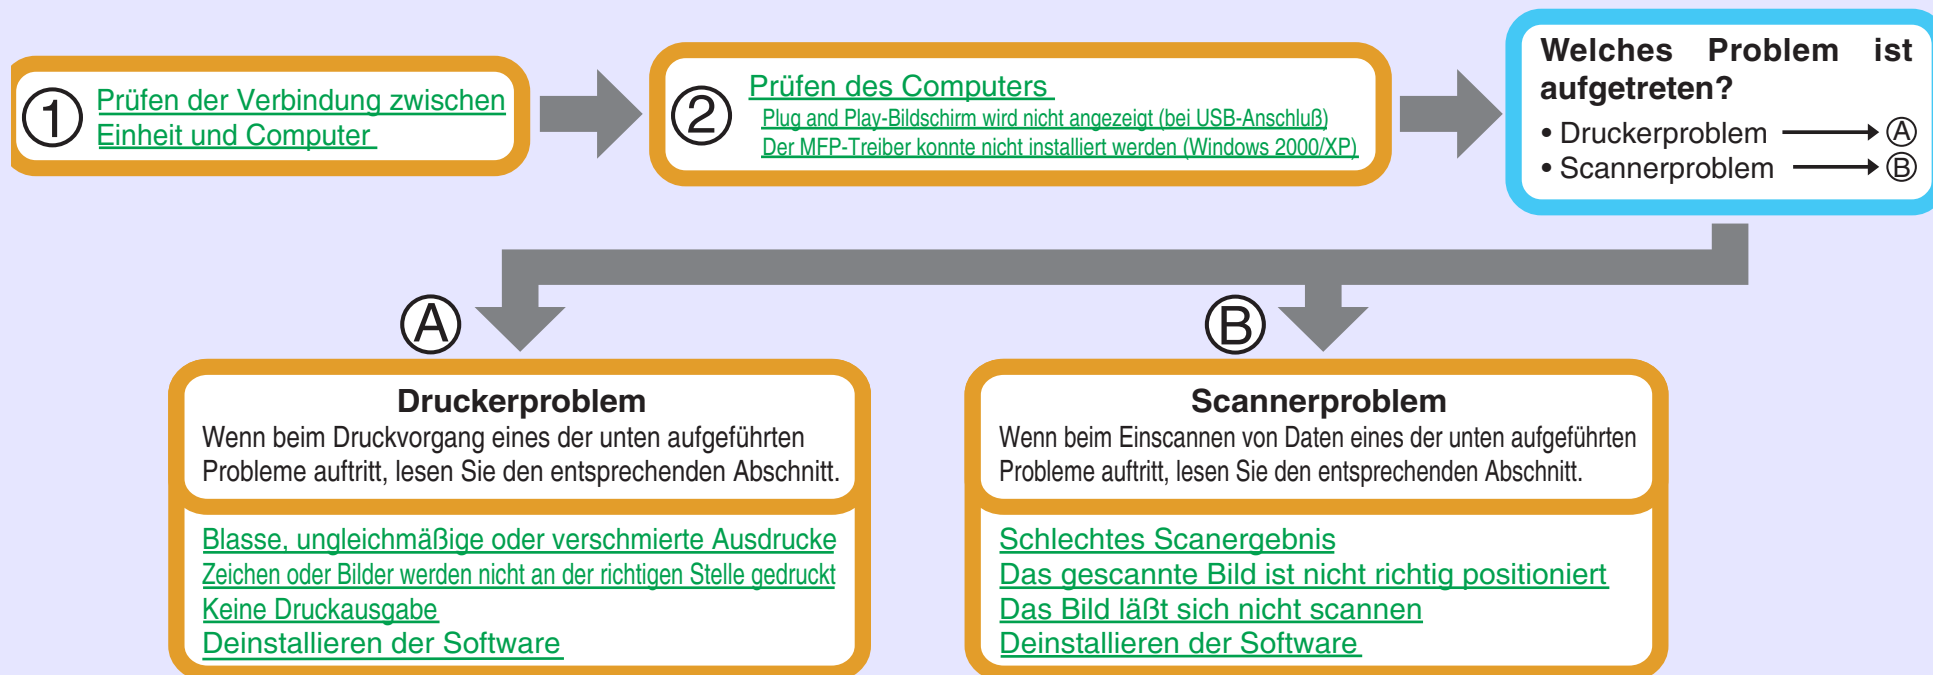 ① Prüfen der Verbindung zwischen
Einheit und Computer
② Prüfen des Computers
Plug and Play-Bildschirm wird nicht angezeigt (bei USB-Anschluß)
Der MFP-Treiber konnte nicht installiert werden (Windows 2000/XP)
Welches Problem ist
aufgetreten?
• Druckerproblem → Ⓐ
• Scannerproblem → Ⓑ
Ⓐ
Druckerproblem
Wenn beim Druckvorgang eines der unten aufgeführten
Probleme auftritt, lesen Sie den entsprechenden Abschnitt.
Blasse, ungleichmäßige oder verschmierte Ausdrucke
Zeichen oder Bilder werden nicht an der richtigen Stelle gedruckt
Keine Druckausgabe
Deinstallieren der Software
Ⓑ
Scannerproblem
Wenn beim Einscannen von Daten eines der unten aufgeführten
Probleme auftritt, lesen Sie den entsprechenden Abschnitt.
Schlechtes Scanergebnis
Das gescannte Bild ist nicht richtig positioniert
Das Bild läßt sich nicht scannen
Deinstallieren der Software